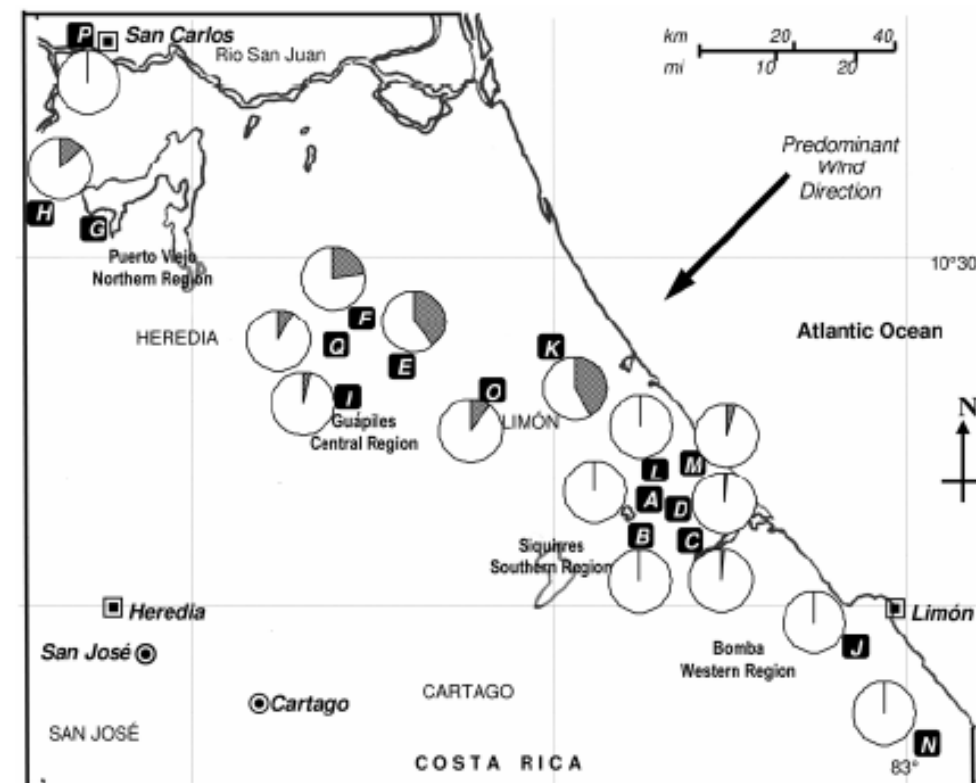 P
San Carlos
Rio San Juan
km 20 40
mi 10 20
Predominant
Wind
Direction
H
G
Puerto Viejo
Northern Region
10°30
HEREDIA
F
Q
E
K
Atlantic Ocean
N
I
O
Guápiles
Central Region
LIMÓN
L
M
A
D
B
C
Siquirres
Southern Region
Heredia
Limón
San José
Bomba
Western Region
J
Cartago
CARTAGO
SAN JOSÉ
N
COSTA RICA
83°